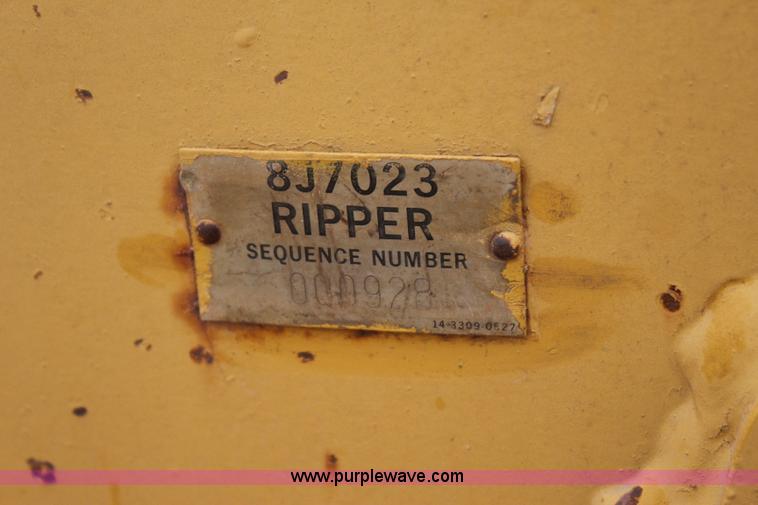 8J7023
RIPPER
SEQUENCE NUMBER
000928
14-3309-0527
www.purplewave.com